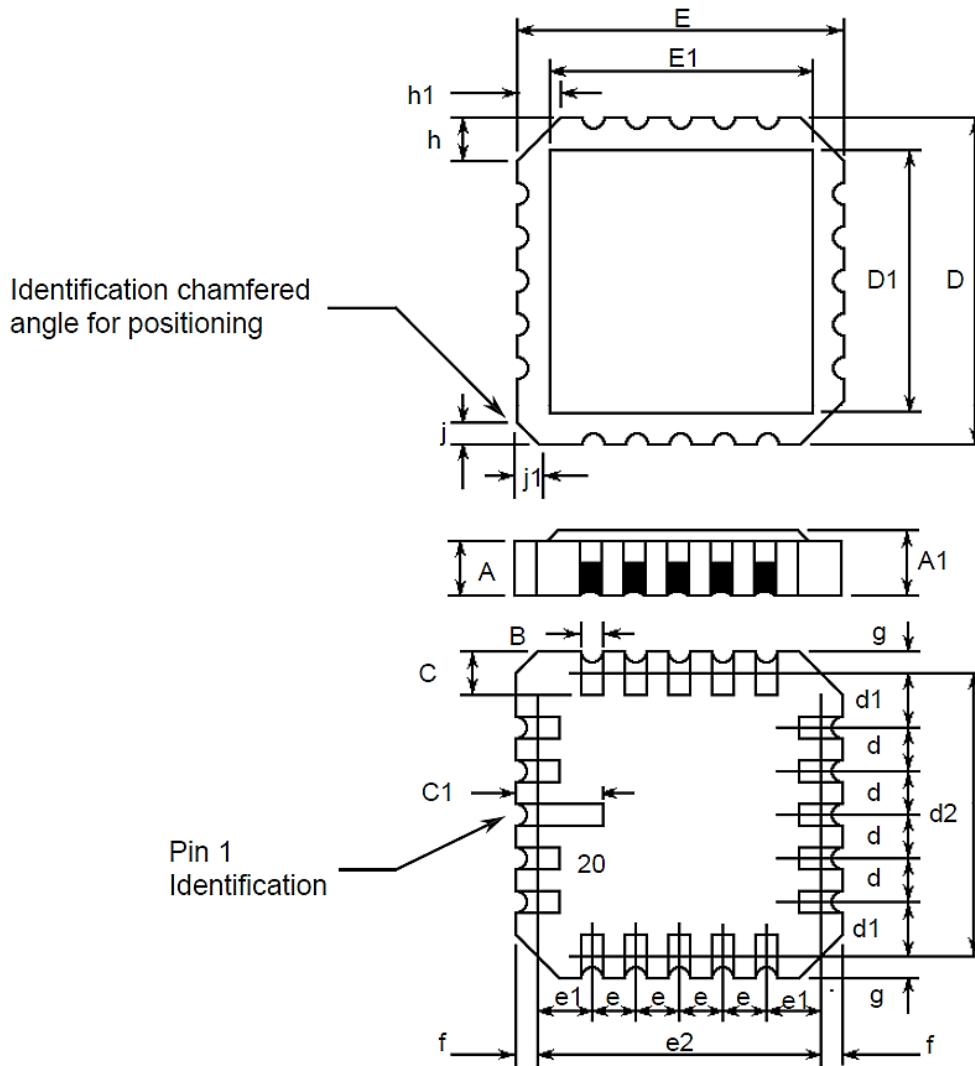 E
E1
h1
h
D1
D
Identification chamfered
angle for positioning
j
j1
A
A1
B
g
C
d1
d
C1
d
d2
Pin 1
Identification
20
d
d
d1
e1 e e e e e1
g
f
e2
f